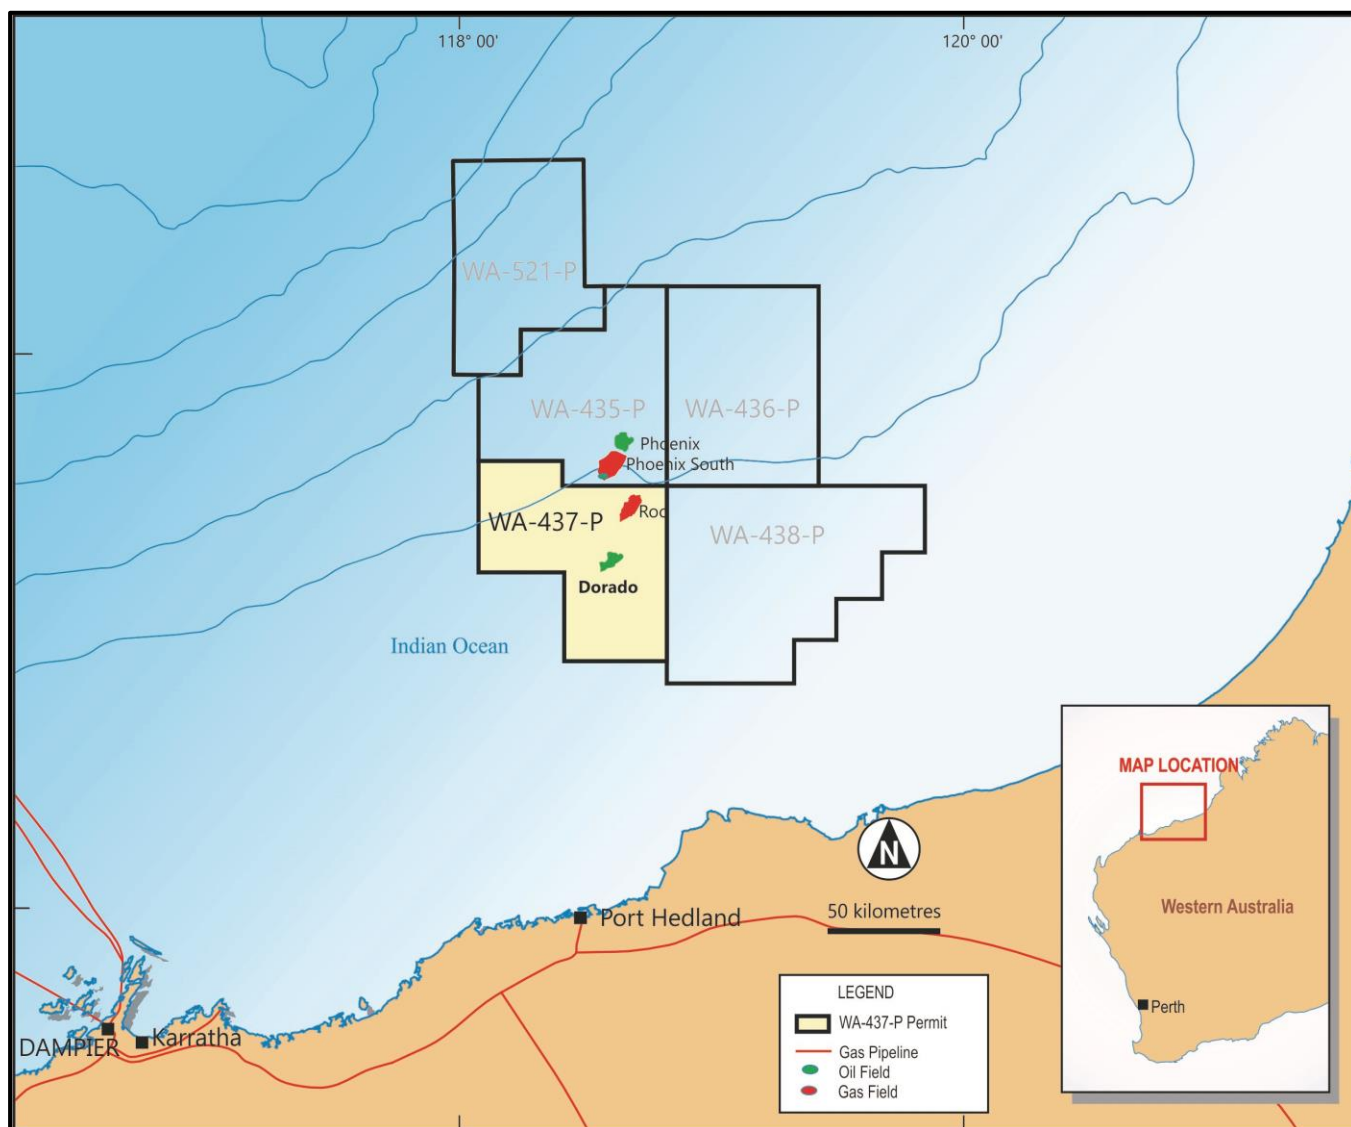 118° 00'
120° 00'
WA-521-P
WA-435-P
WA-436-P
Phoenix
Phoenix South
WA-437-P
Roc
WA-438-P
Dorado
Indian Ocean
MAP LOCATION
Western Australia
Perth
N
50 kilometres
Port Hedland
Karratha
DAMPIER
LEGEND
WA-437-P Permit
Gas Pipeline
Oil Field
Gas Field